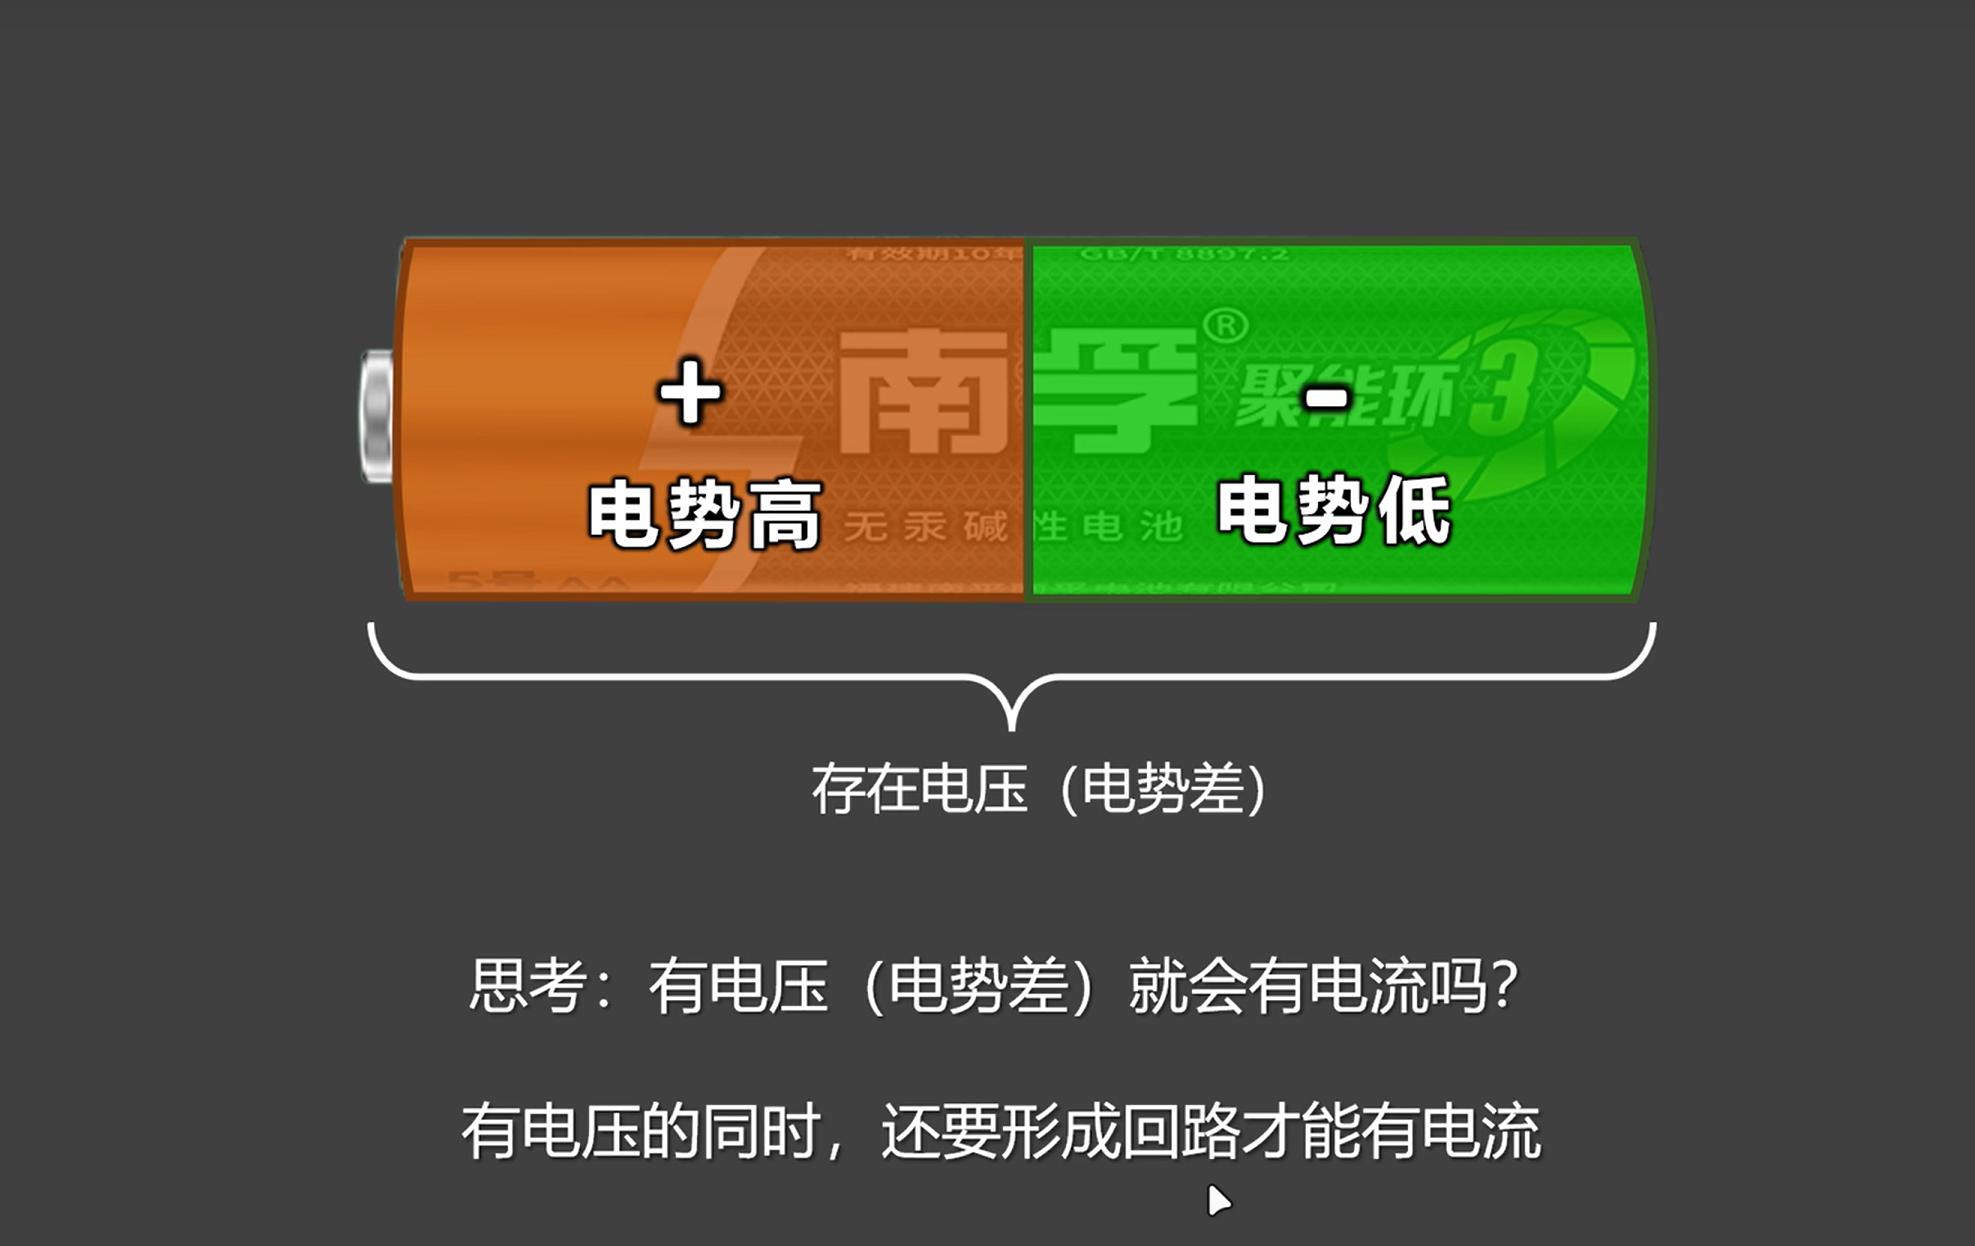 有效期10年 GB/T 8897.2
南孚® 聚能环3
+ -
电势高 电势低
无汞碱性电池
5号 AA
存在电压（电势差）
思考：有电压（电势差）就会有电流吗？
有电压的同时，还要形成回路才能有电流